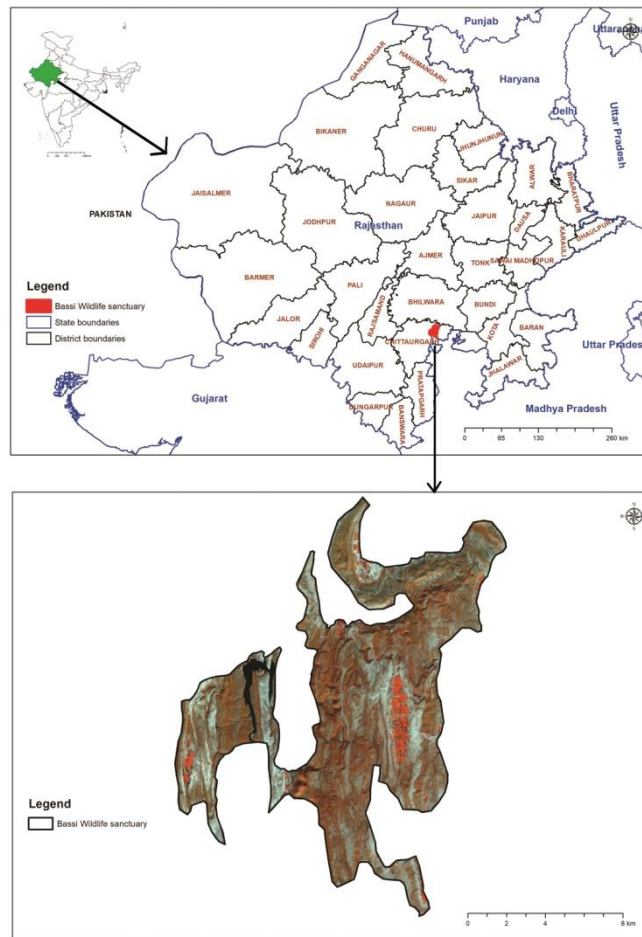 Punjab
Uttaran
Haryana
Delhi
Uttar Pradesh
GANGANAGAR
HANUMANGARH
BIKANER
CHURU
JHUNJHUNUN
SIKAR
ALWAR
BHARATPUR
JAISALMER
NAGAUR
JAIPUR
DAUSA
KARAULI
DHAULPUR
PAKISTAN
JODHPUR
Rajasthan
AJMER
TONK
SAWAI MADHOPUR
BARMER
PALI
BHILWARA
BUNDI
RAJSAMAND
JALOR
SIROHI
KOTA
BARAN
CHITTAURGARH
Uttar Prades
UDAIPUR
JHALAWAR
PRATAPGARH
Gujarat
DUNGARPUR
BANSWARA
Madhya Pradesh
Legend
Bassi Wildlife sanctuary
State boundaries
District boundaries
0 65 130 260 km
Legend
Bassi Wildlife sanctuary
0 2 4 8 km